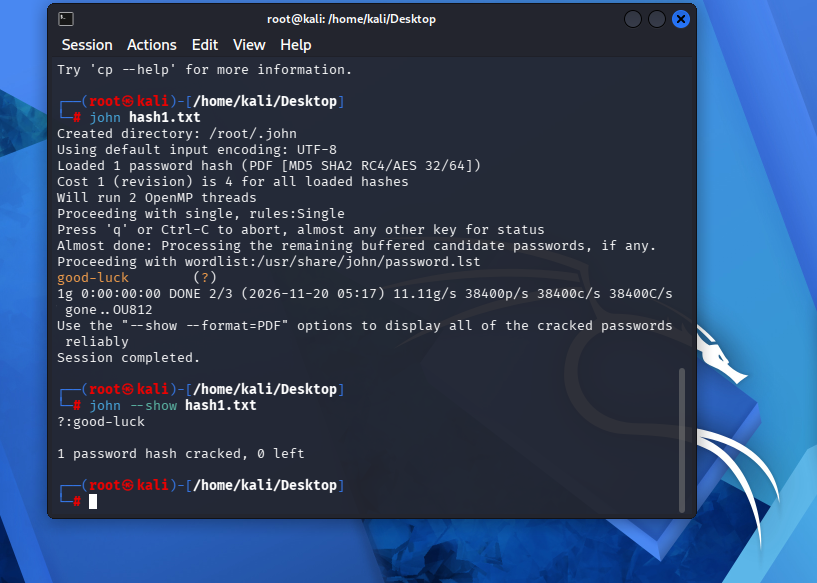 root@kali: /home/kali/Desktop
Session Actions Edit View Help
Try 'cp --help' for more information.
┌──(root㉿kali)-[/home/kali/Desktop]
└─# john hash1.txt
Created directory: /root/.john
Using default input encoding: UTF-8
Loaded 1 password hash (PDF [MD5 SHA2 RC4/AES 32/64])
Cost 1 (revision) is 4 for all loaded hashes
Will run 2 OpenMP threads
Proceeding with single, rules:Single
Press 'q' or Ctrl-C to abort, almost any other key for status
Almost done: Processing the remaining buffered candidate passwords, if any.
Proceeding with wordlist:/usr/share/john/password.lst
good-luck        (?)
1g 0:00:00:00 DONE 2/3 (2026-11-20 05:17) 11.11g/s 38400p/s 38400c/s 38400C/s
gone..OU812
Use the "--show --format=PDF" options to display all of the cracked passwords
reliably
Session completed.
┌──(root㉿kali)-[/home/kali/Desktop]
└─# john --show hash1.txt
?:good-luck
1 password hash cracked, 0 left
┌──(root㉿kali)-[/home/kali/Desktop]
└─#